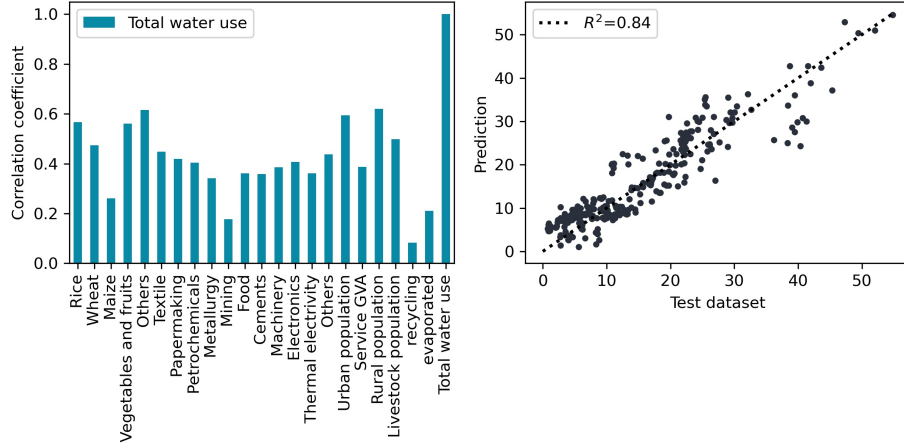 Total water use
Correlation coefficient
1.0
0.8
0.6
0.4
0.2
0.0
Rice
Wheat
Maize
Vegetables and fruits
Others
Textile
Papermaking
Petrochemicals
Metallurgy
Mining
Food
Cements
Machinery
Electronics
Thermal electrivity
Others
Urban population
Service GVA
Rural population
Livestock population
recycling
evaporated
Total water use
R²=0.84
Prediction
50
40
30
20
10
0
0 10 20 30 40 50
Test dataset